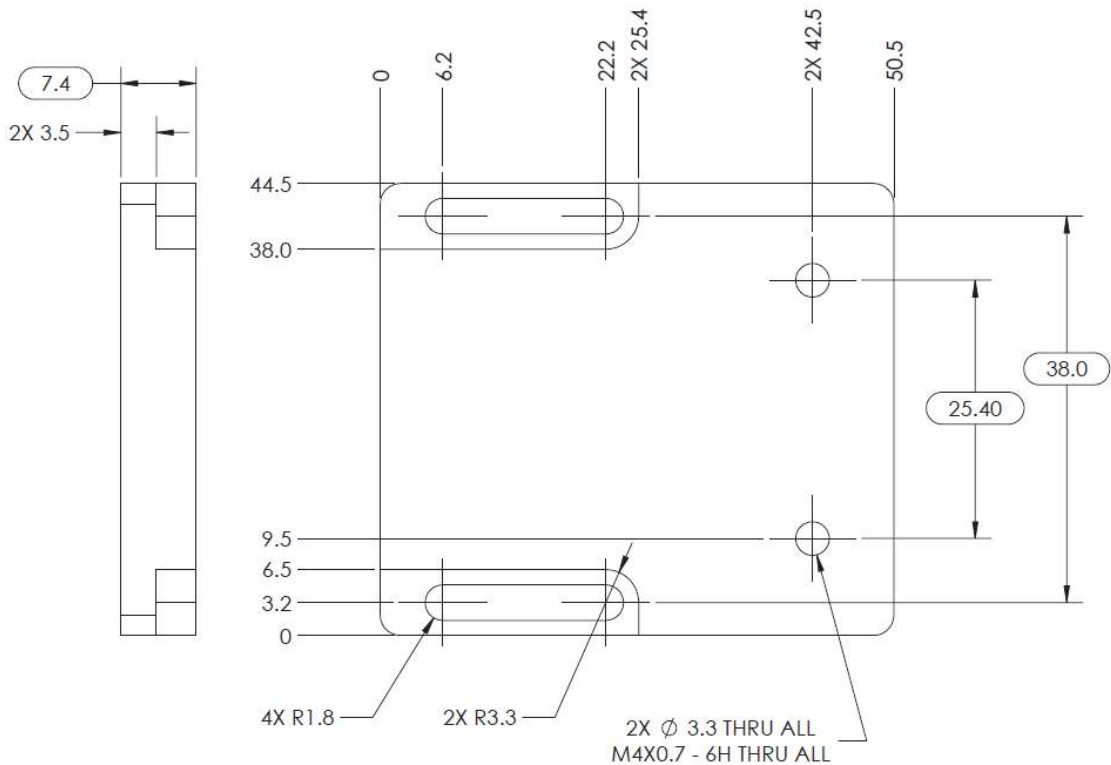 0
6.2
22.2
2X 25.4
2X 42.5
50.5
7.4
2X 3.5
44.5
38.0
38.0
25.40
9.5
6.5
3.2
0
4X R1.8
2X R3.3
2X ∅ 3.3 THRU ALL
M4X0.7 - 6H THRU ALL